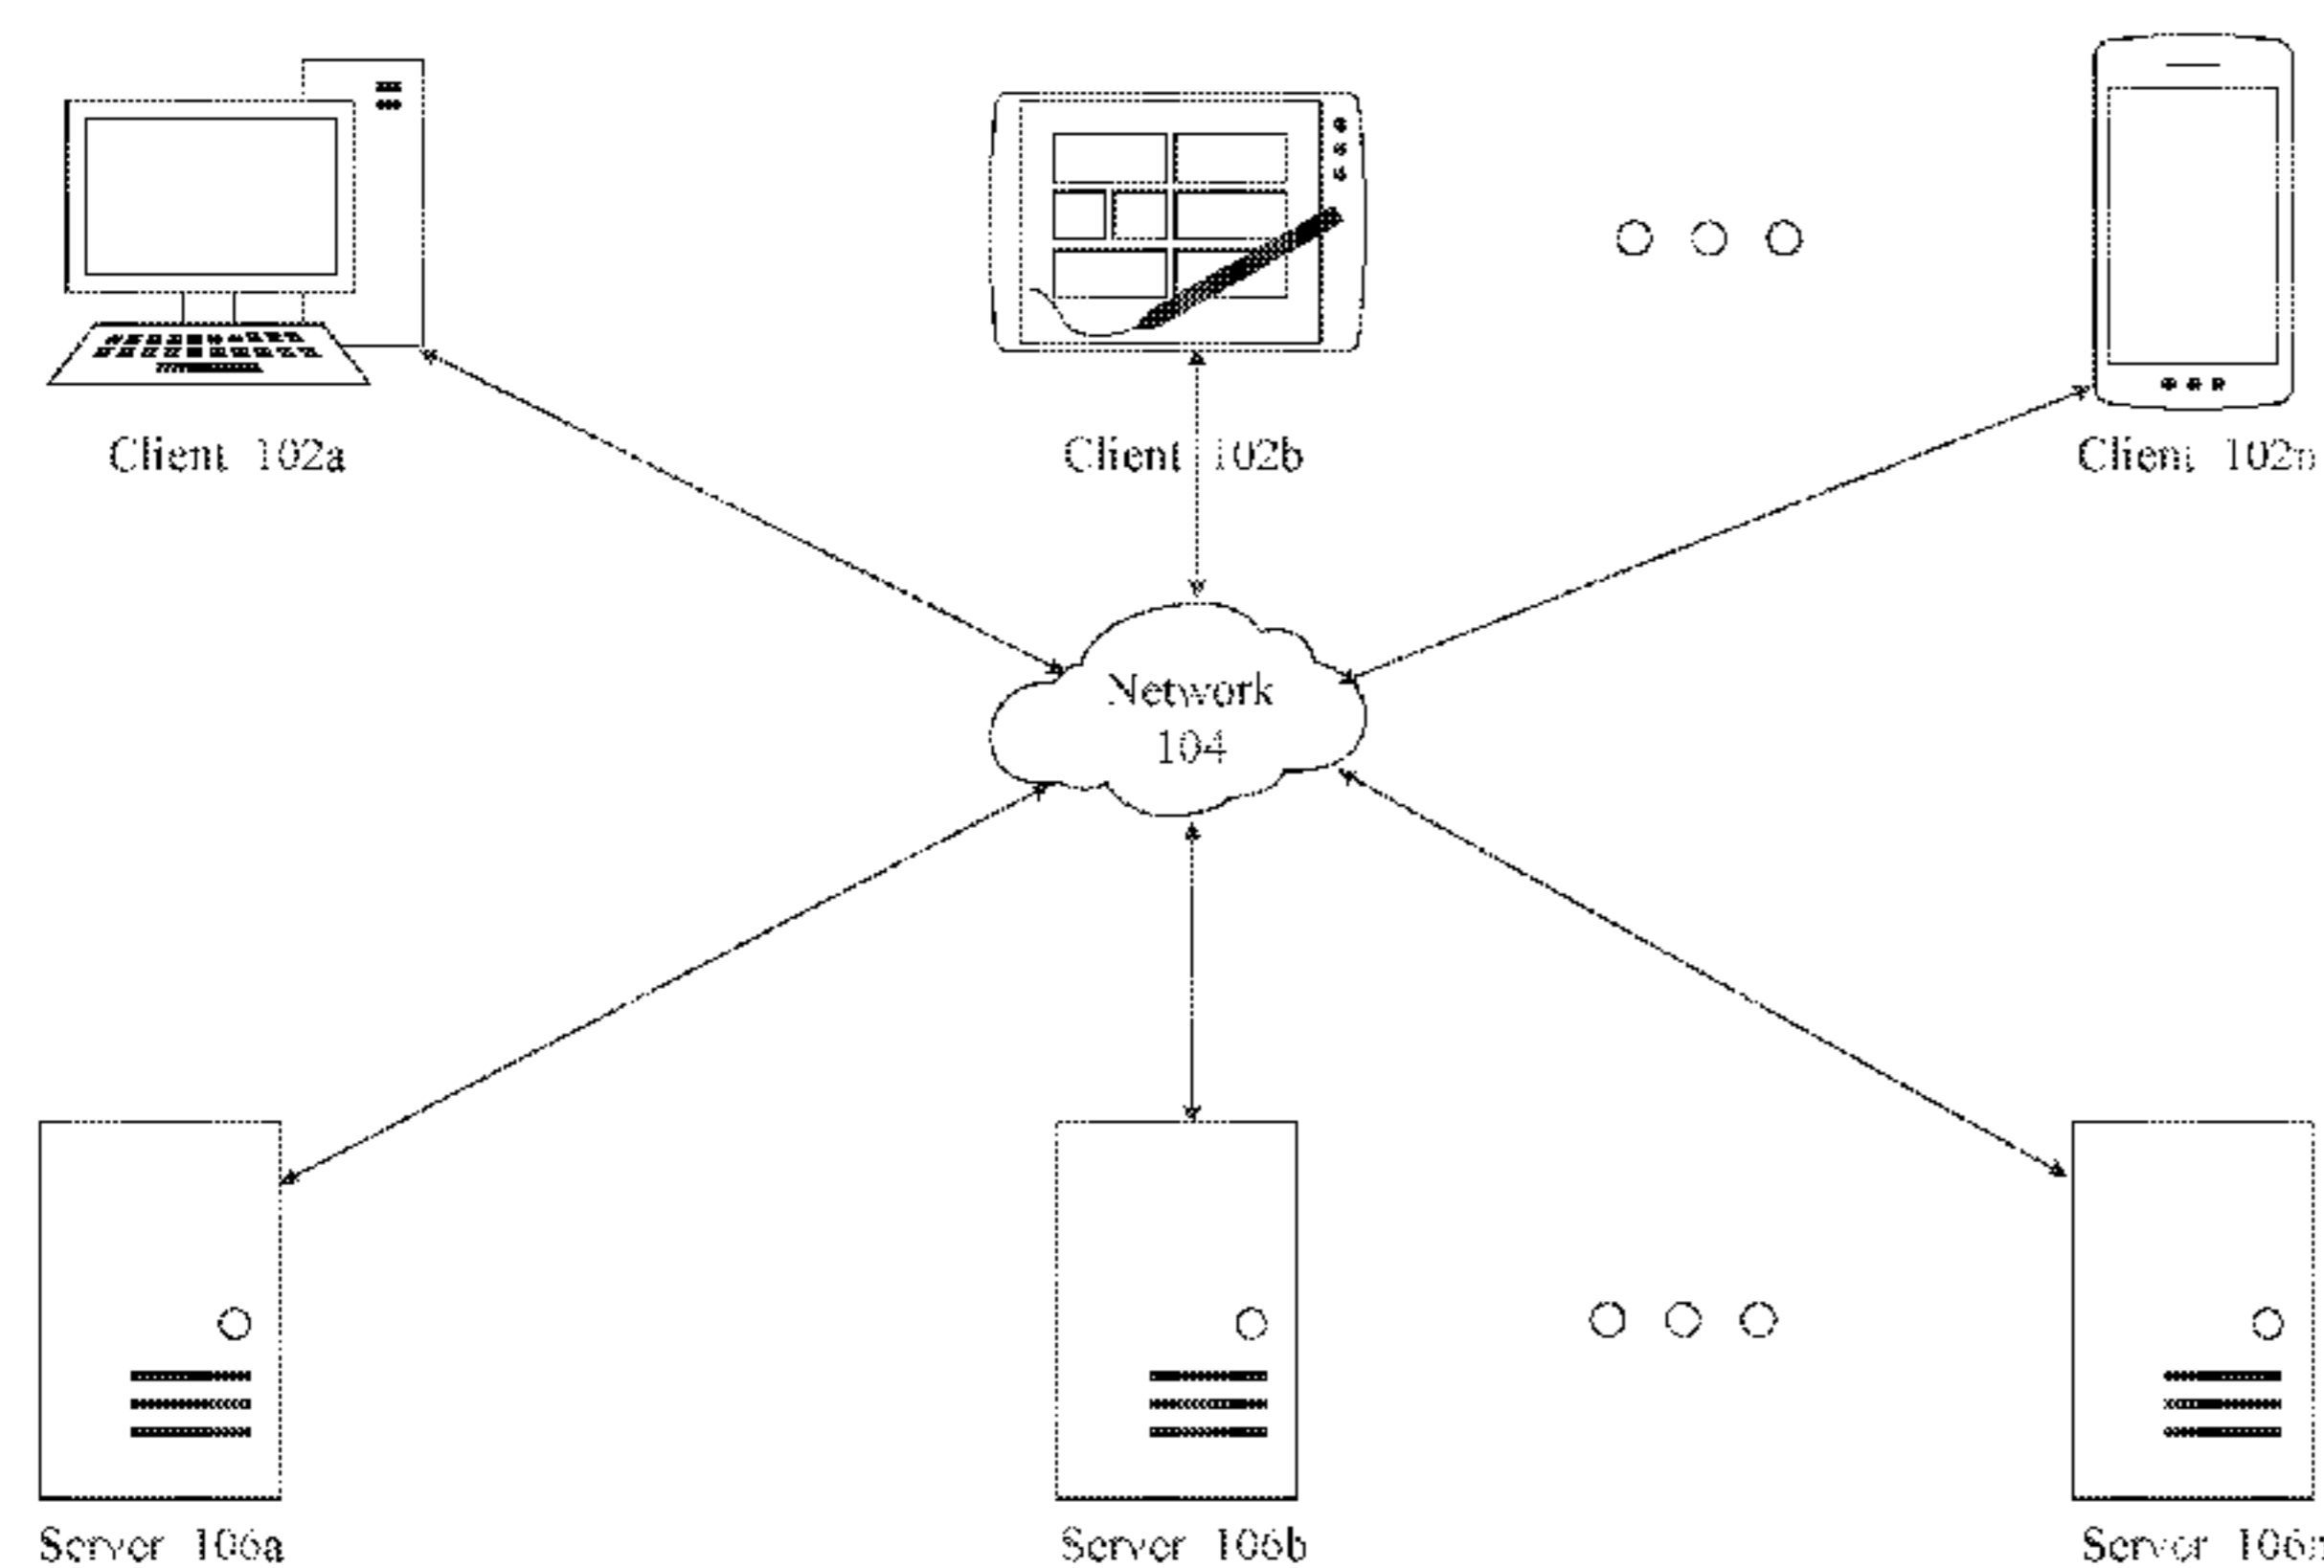 Client 102a
Client 102b
Client 102n
Network
104
Server 106a
Server 106b
Server 106n